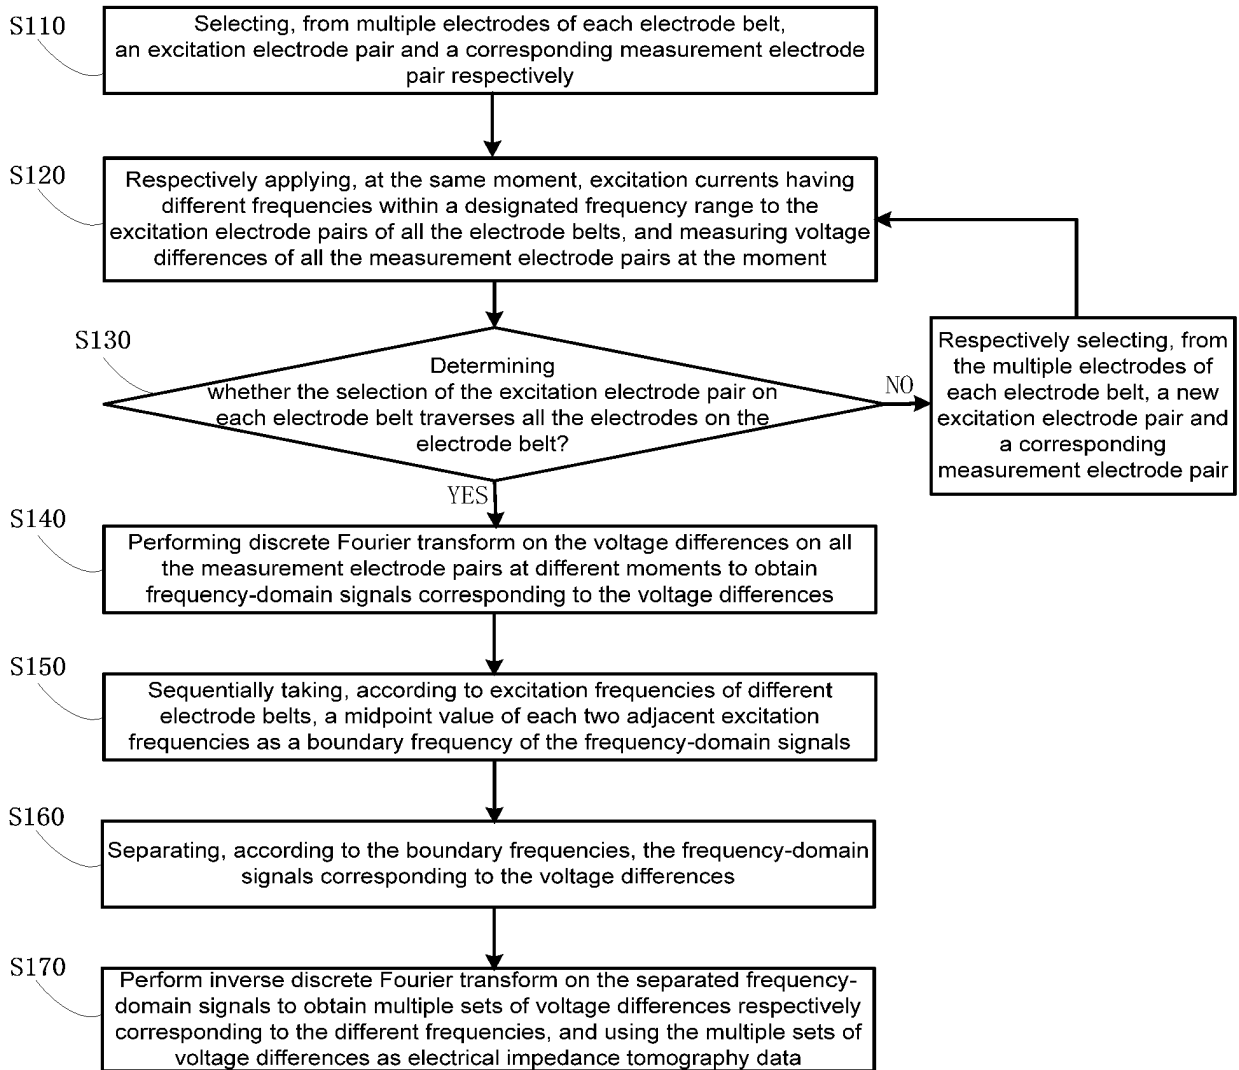 S110
Selecting, from multiple electrodes of each electrode belt,
an excitation electrode pair and a corresponding measurement electrode
pair respectively
S120
Respectively applying, at the same moment, excitation currents having
different frequencies within a designated frequency range to the
excitation electrode pairs of all the electrode belts, and measuring voltage
differences of all the measurement electrode pairs at the moment
S130
Determining
whether the selection of the excitation electrode pair on
each electrode belt traverses all the electrodes on the
electrode belt?
NO
Respectively selecting, from
the multiple electrodes of
each electrode belt, a new
excitation electrode pair and
a corresponding
measurement electrode pair
YES
S140
Performing discrete Fourier transform on the voltage differences on all
the measurement electrode pairs at different moments to obtain
frequency-domain signals corresponding to the voltage differences
S150
Sequentially taking, according to excitation frequencies of different
electrode belts, a midpoint value of each two adjacent excitation
frequencies as a boundary frequency of the frequency-domain signals
S160
Separating, according to the boundary frequencies, the frequency-domain
signals corresponding to the voltage differences
S170
Perform inverse discrete Fourier transform on the separated frequency-
domain signals to obtain multiple sets of voltage differences respectively
corresponding to the different frequencies, and using the multiple sets of
voltage differences as electrical impedance tomography data